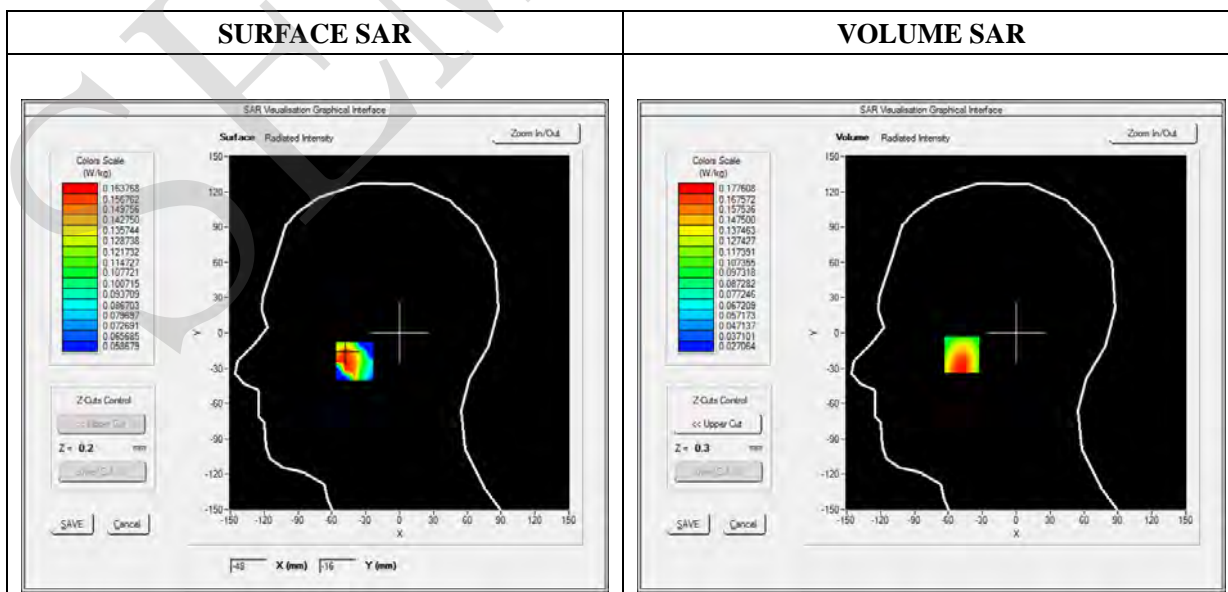 SURFACE SAR
VOLUME SAR
SAR Visualisation Graphical Interface
Surface Radiated Intensity
Zoom In/Out
Colors Scale
(W/kg)
0.163768
0.156762
0.149756
0.142750
0.135744
0.128738
0.121732
0.114727
0.107721
0.100715
0.093709
0.086703
0.079697
0.072691
0.065685
0.058679
150
120
90
60
30
0
-30
-60
-90
-120
-150
Y
-150 -120 -90 -60 -30 0 30 60 90 120 150
X
Z-Cuts Control
<< Upper Cut
Z = 0.2 mm
SAVE Cancel
-48 X (mm) -16 Y (mm)
SAR Visualisation Graphical Interface
Volume Radiated Intensity
Zoom In/Out
Colors Scale
(W/kg)
0.177608
0.167572
0.157536
0.147500
0.137463
0.127427
0.117391
0.107355
0.097318
0.087282
0.077246
0.067209
0.057173
0.047137
0.037101
0.027064
150
120
90
60
30
0
-30
-60
-90
-120
-150
Y
-150 -120 -90 -60 -30 0 30 60 90 120 150
X
Z-Cuts Control
<< Upper Cut
Z = 0.3 mm
SAVE Cancel